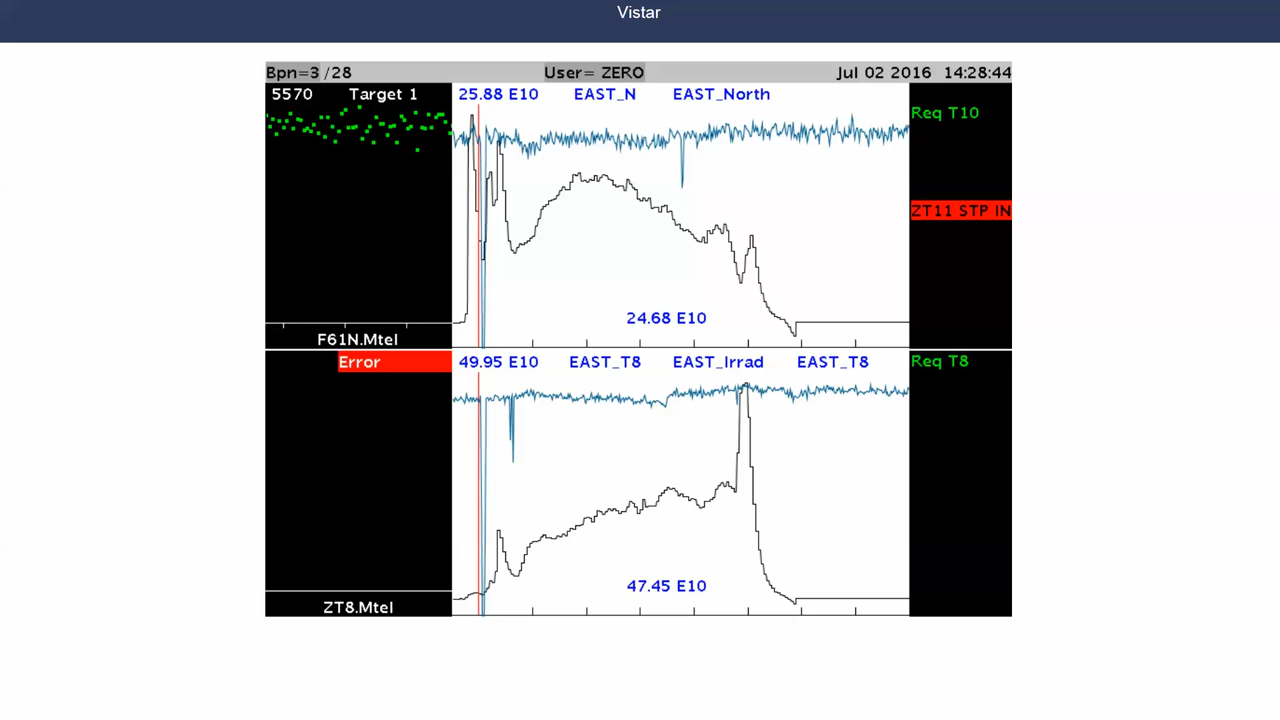 Vistar
Bpn=3 /28 User= ZERO Jul 02 2016 14:28:44
5570 Target 1 25.88 E10 EAST_N EAST_North
Req T10
ZT11 STP IN
24.68 E10
F61N.Mtel
Error 49.95 E10 EAST_T8 EAST_Irrad EAST_T8 Req T8
47.45 E10
ZT8.Mtel